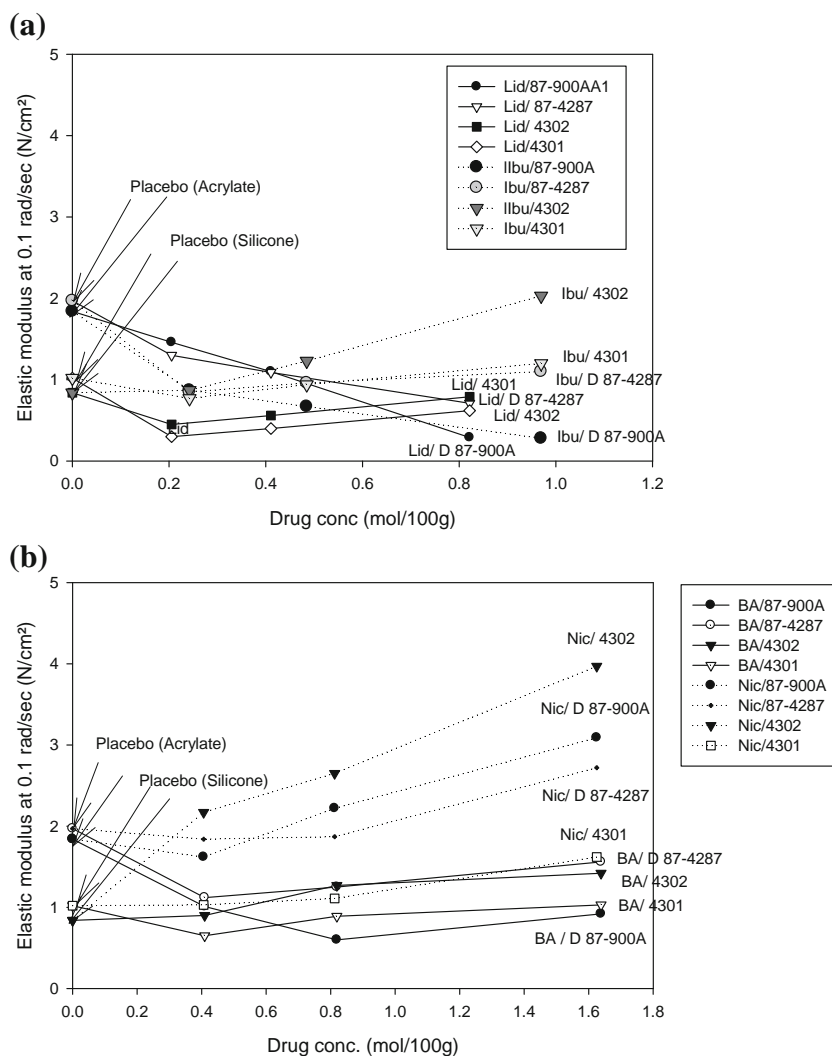 (a)
Elastic modulus at 0.1 rad/sec (N/cm²)
5
4
3
2
1
0
Lid/87-900AA1
Lid/ 87-4287
Lid/ 4302
Lid/4301
IIbu/87-900A
Ibu/87-4287
IIbu/4302
Ibu/4301
Placebo (Acrylate)
Placebo (Silicone)
Ibu/ 4302
Ibu/ 4301
Ibu/ D 87-4287
Lid/ 4301
Lid/ D 87-4287
Lid/ 4302
Lid
Ibu/ D 87-900A
Lid/ D 87-900A
0.0 0.2 0.4 0.6 0.8 1.0 1.2
Drug conc (mol/100g)
(b)
Elastic modulus at 0.1 rad/sec (N/cm²)
5
4
3
2
1
0
BA/87-900A
BA/87-4287
BA/4302
BA/4301
Nic/87-900A
Nic/87-4287
Nic/4302
Nic/4301
Nic/ 4302
Nic/ D 87-900A
Placebo (Acrylate)
Placebo (Silicone)
Nic/ D 87-4287
Nic/ 4301
BA/ D 87-4287
BA/ 4302
BA/ 4301
BA / D 87-900A
0.0 0.2 0.4 0.6 0.8 1.0 1.2 1.4 1.6 1.8
Drug conc. (mol/100g)